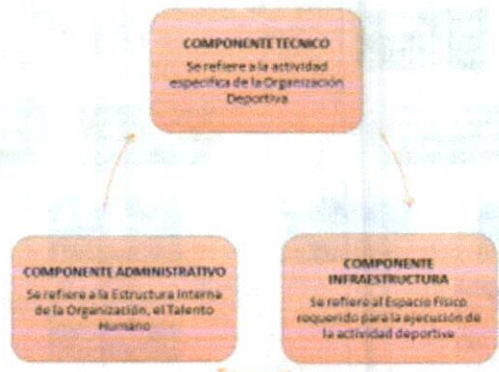 COMPONENTE TECNICO
Se refiere a la actividad
especifica de la Organización
Deportiva
COMPONENTE ADMINISTRATIVO
Se refiere a la Estructura Interna
de la Organización, el Talento
Humano
COMPONENTE
INFRAESTRUCTURA
Se refiere al Espacio Físico
requerido para la ejecución de
la actividad deportiva